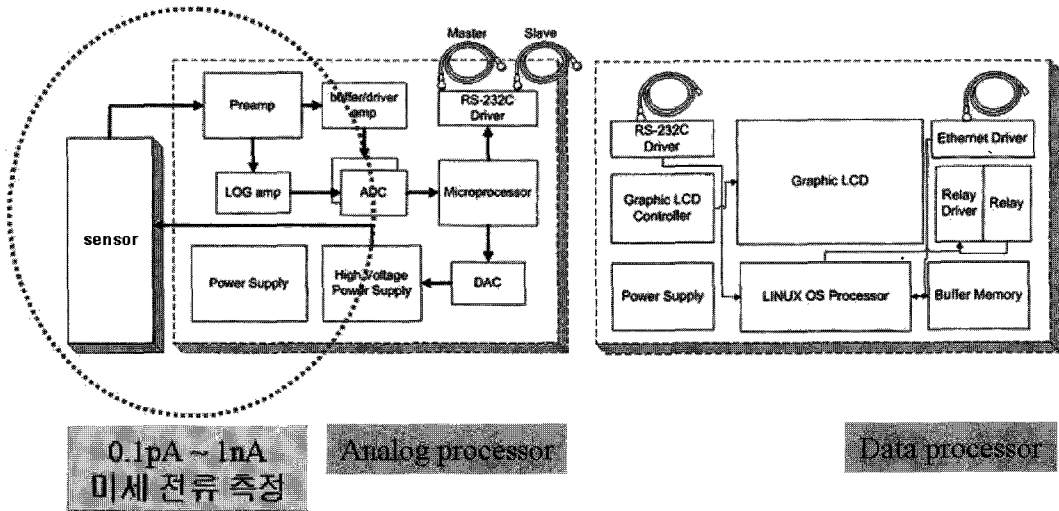 Master
Slave
Preamp
buffer/driver
amp
RS-232C
Driver
LOG amp
ADC
Microprocessor
sensor
Power Supply
High Voltage
Power Supply
DAC
RS-232C
Driver
Graphic LCD
Ethernet Driver
Graphic LCD
Controller
Relay
Driver
Relay
Power Supply
LINUX OS Processor
Buffer Memory
0.1pA ~ 1nA
미세 전류 측정
Analog processor
Data processor